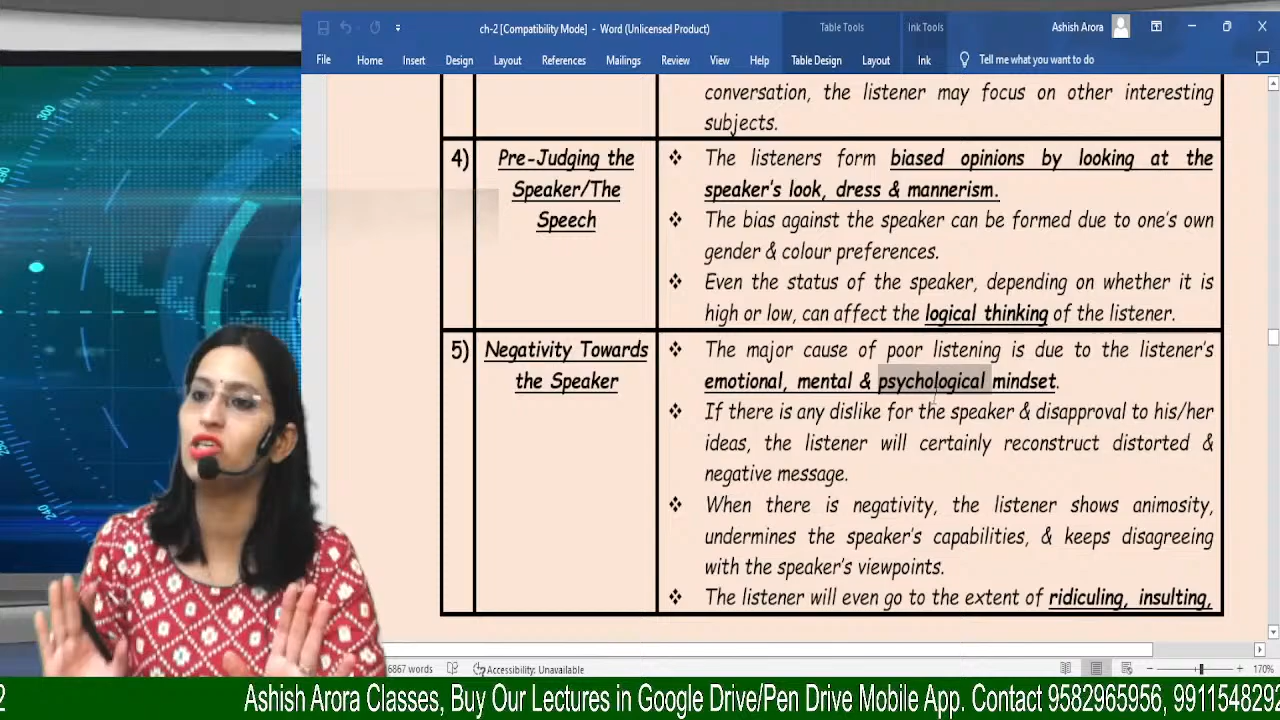 ch-2 [Compatibility Mode] - Word (Unlicensed Product)
Table Tools
Ink Tools
Ashish Arora
File Home Insert Design Layout References Mailings Review View Help Table Design Layout Ink Tell me what you want to do
conversation, the listener may focus on other interesting
subjects.
4) Pre-Judging the
Speaker/The
Speech
❖ The listeners form biased opinions by looking at the
speaker's look, dress & mannerism.
❖ The bias against the speaker can be formed due to one's own
gender & colour preferences.
❖ Even the status of the speaker, depending on whether it is
high or low, can affect the logical thinking of the listener.
5) Negativity Towards
the Speaker
❖ The major cause of poor listening is due to the listener's
emotional, mental & psychological mindset.
❖ If there is any dislike for the speaker & disapproval to his/her
ideas, the listener will certainly reconstruct distorted &
negative message.
❖ When there is negativity, the listener shows animosity,
undermines the speaker's capabilities, & keeps disagreeing
with the speaker's viewpoints.
❖ The listener will even go to the extent of ridiculing, insulting,
6867 words
Accessibility: Unavailable
170%
2 Ashish Arora Classes, Buy Our Lectures in Google Drive/Pen Drive Mobile App. Contact 9582965956, 9911548292
300
250
240